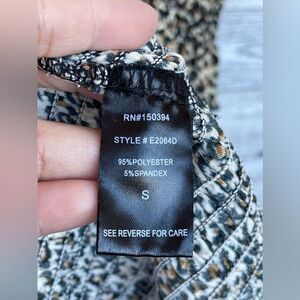 RN#150394
STYLE # E2064D
95%POLYESTER
5%SPANDEX
S
SEE REVERSE FOR CARE